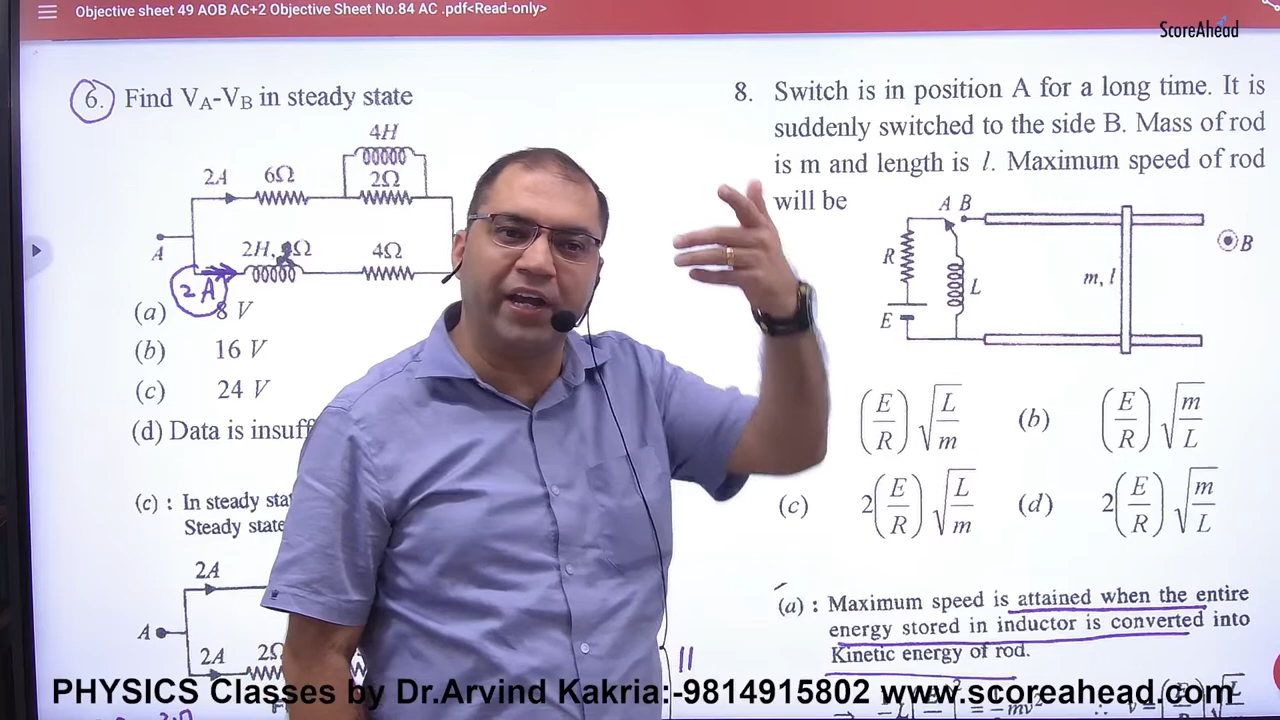 Objective sheet 49 AOB AC+2 Objective Sheet No.84 AC .pdf<Read-only>
ScoreAhead
6. Find V_A-V_B in steady state
4H
2A 6Ω 2Ω
A
2H, Ω 4Ω
2A
(a) 8 V
(b) 16 V
(c) 24 V
(d) Data is insuff
(c) : In steady sta
Steady state
2A
A
2A 2Ω
11
8. Switch is in position A for a long time. It is
suddenly switched to the side B. Mass of rod
is m and length is l. Maximum speed of rod
will be
A B
B
R
L
m, l
E
(E/R) √(L/m) (b) (E/R) √(m/L)
(c) 2(E/R) √(L/m) (d) 2(E/R) √(m/L)
(a) : Maximum speed is attained when the entire
energy stored in inductor is converted into
Kinetic energy of rod.
PHYSICS Classes by Dr.Arvind Kakria:-9814915802 www.scoreahead.com